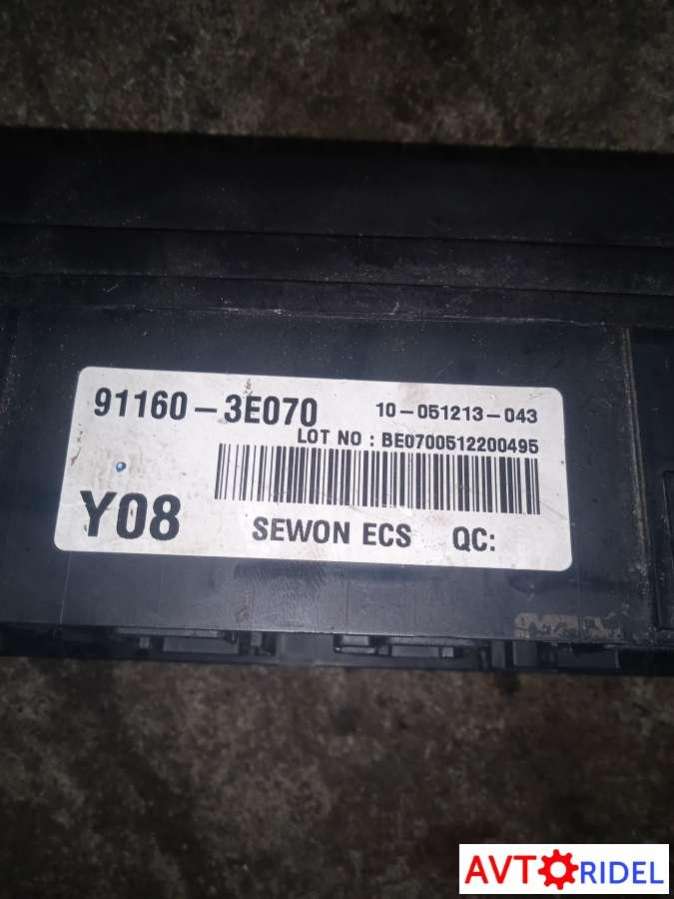 91160-3E070 10-051213-043
LOT NO : BE0700512200495
Y08 SEWON ECS QC:
AVTORIDEL